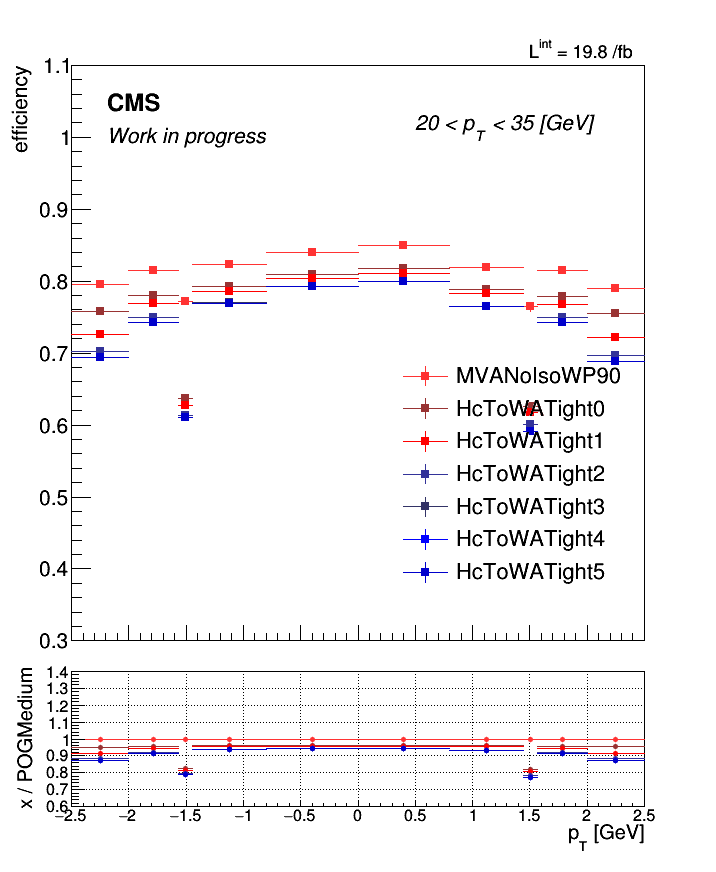 L^int = 19.8 /fb
efficiency
1.1
CMS
Work in progress
20 < p_T < 35 [GeV]
1
0.9
0.8
0.7
MVANoIsoWP90
HcToWATight0
0.6
HcToWATight1
HcToWATight2
0.5
HcToWATight3
HcToWATight4
0.4
HcToWATight5
0.3
x / POGMedium
1.4
1.3
1.2
1.1
1
0.9
0.8
0.7
0.6
−2.5 −2 −1.5 −1 −0.5 0 0.5 1 1.5 2 2.5
p_T [GeV]